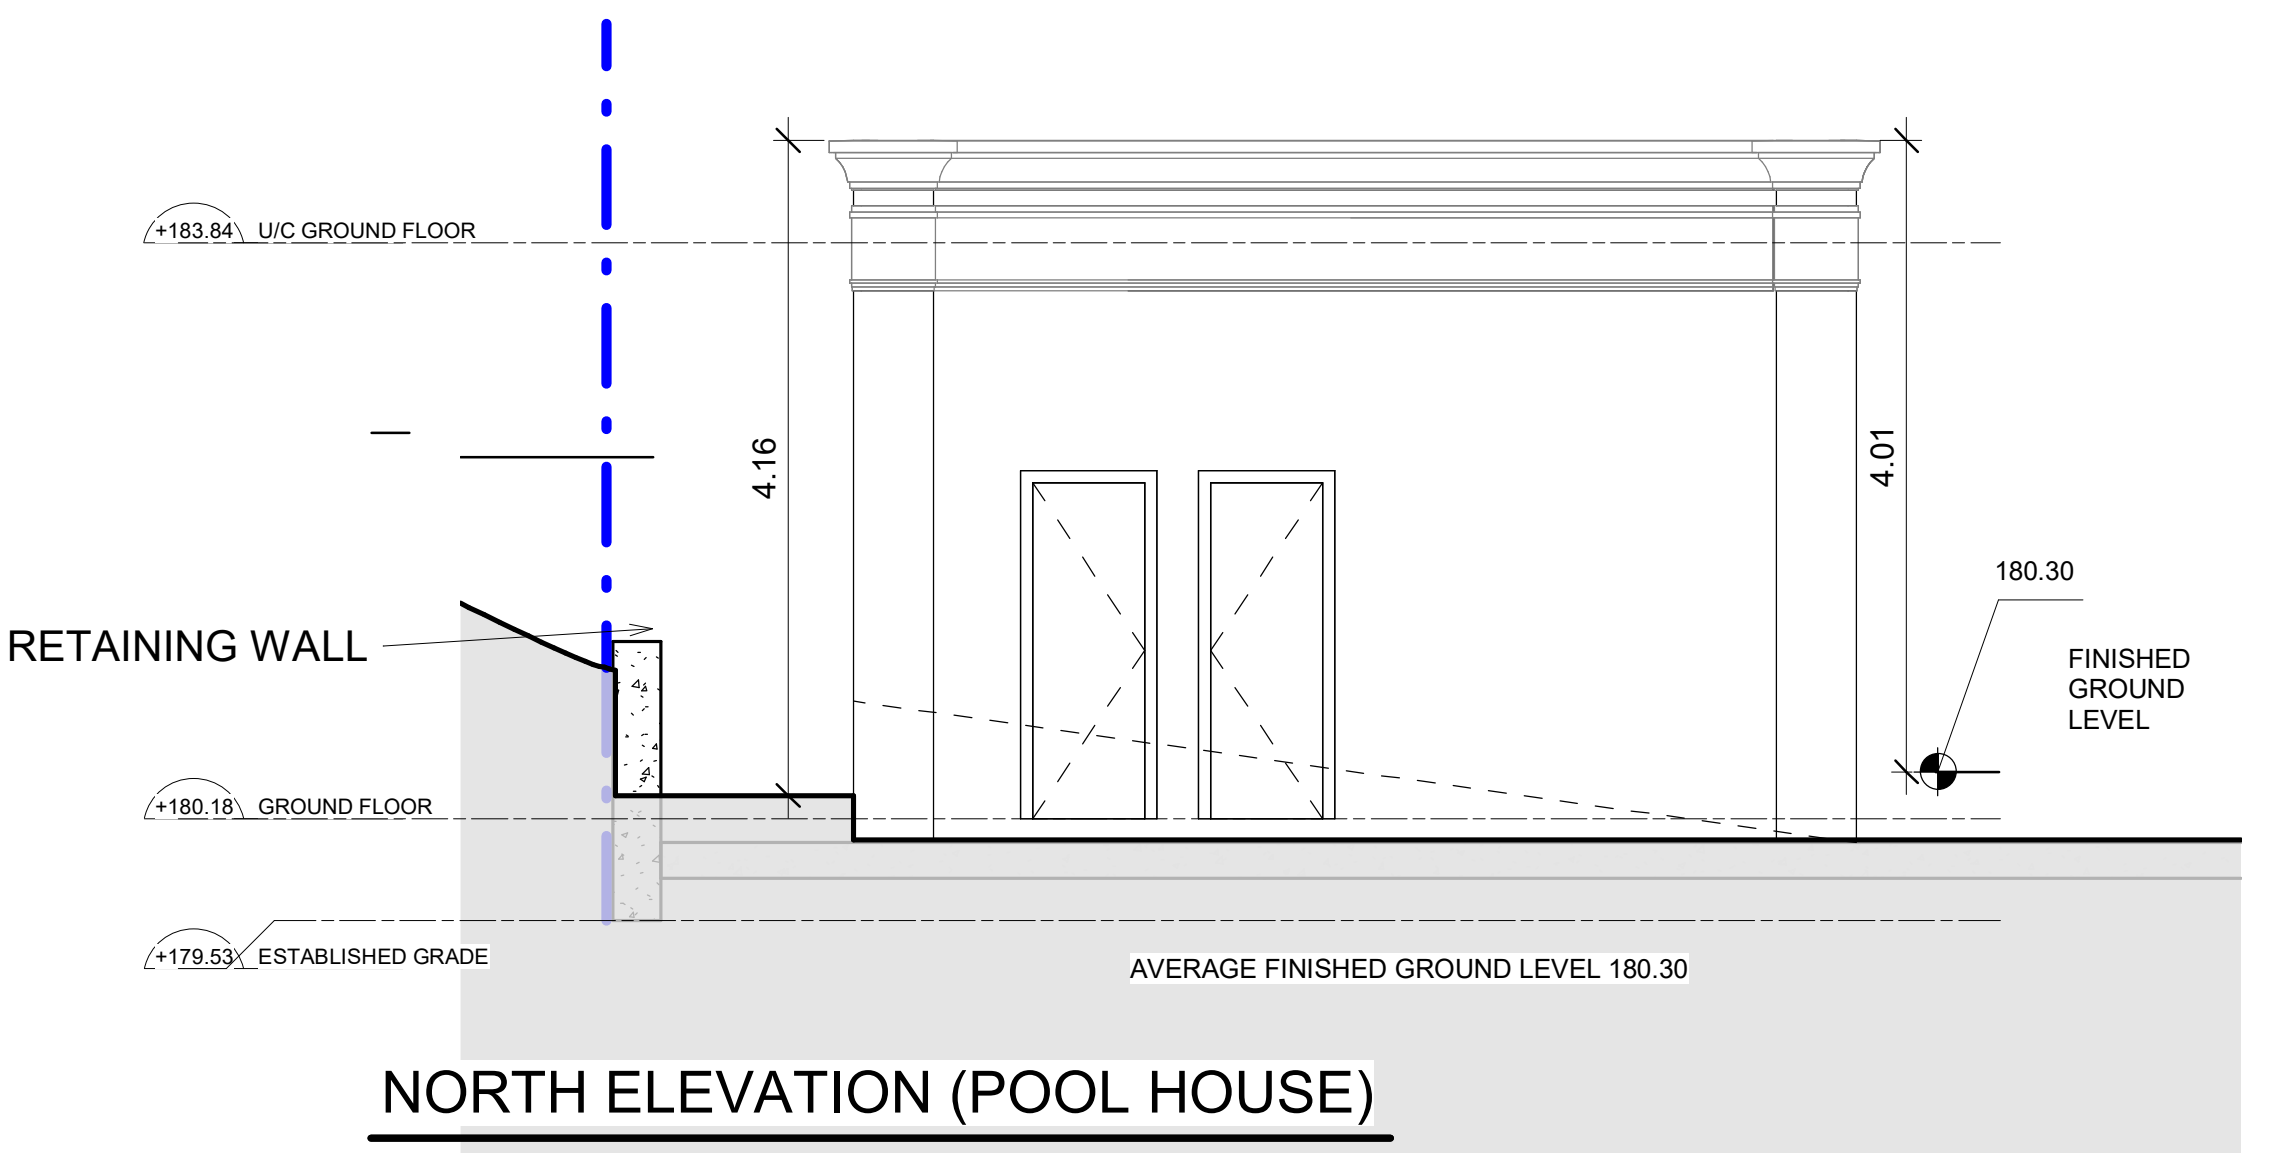 +183.84 U/C GROUND FLOOR
4.16
4.01
180.30
RETAINING WALL
FINISHED
GROUND
LEVEL
+180.18 GROUND FLOOR
+179.53 ESTABLISHED GRADE
AVERAGE FINISHED GROUND LEVEL 180.30
NORTH ELEVATION (POOL HOUSE)